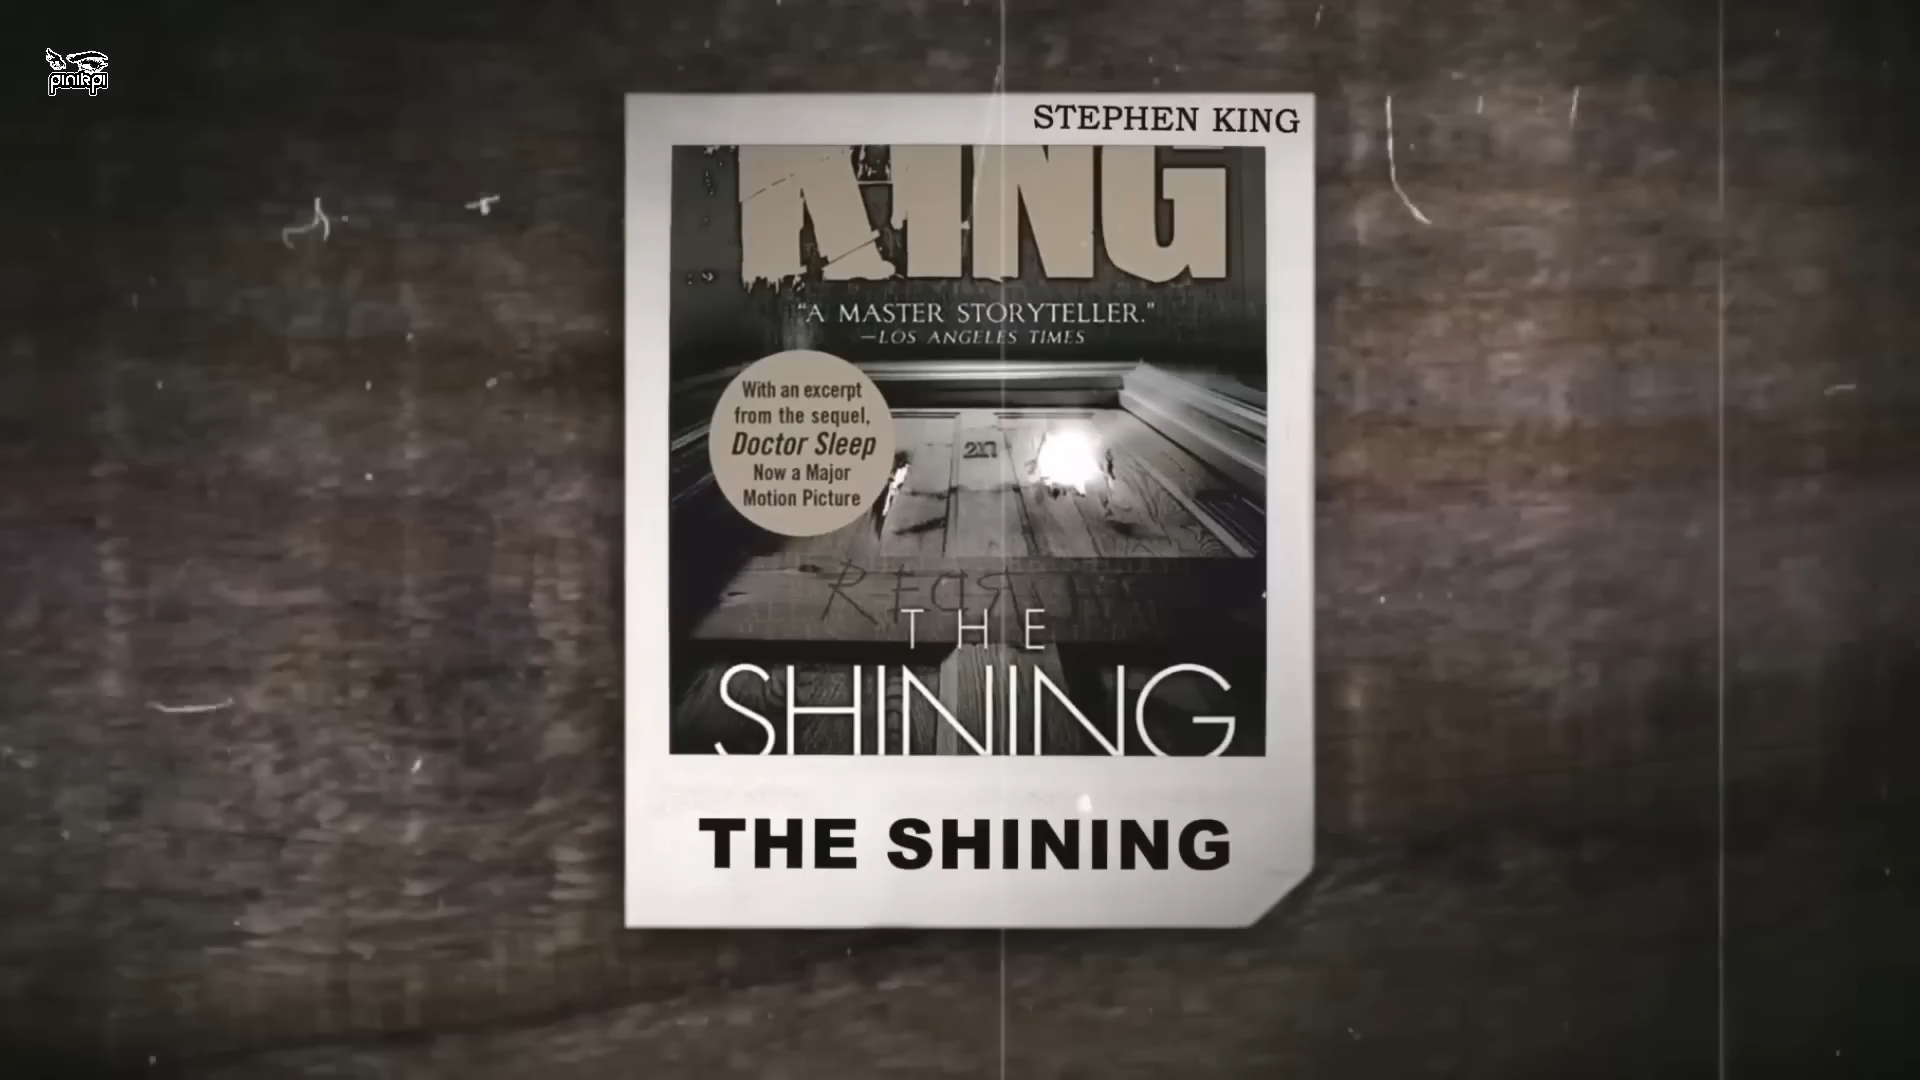 pinikpi
STEPHEN KING
KING
"A MASTER STORYTELLER."
—LOS ANGELES TIMES
With an excerpt
from the sequel,
Doctor Sleep
Now a Major
Motion Picture
217
THE
SHINING
THE SHINING